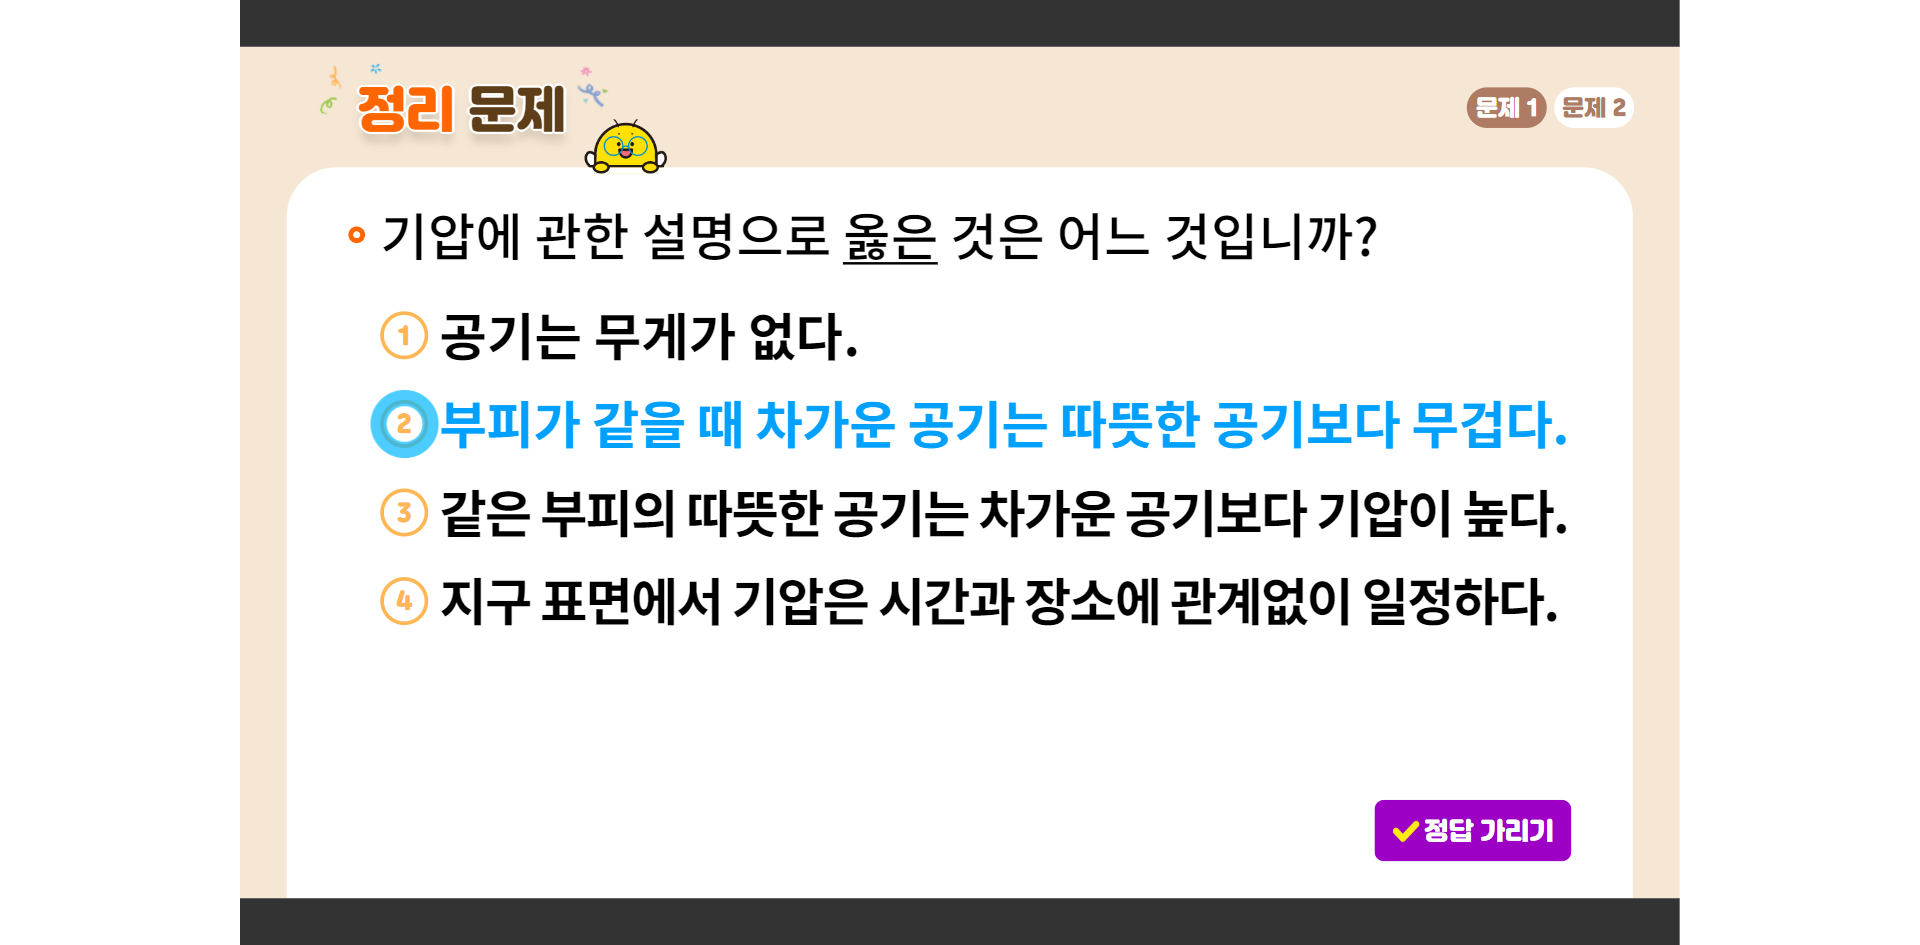 정리 문제
문제 1 문제 2
기압에 관한 설명으로 옳은 것은 어느 것입니까?
1 공기는 무게가 없다.
2 부피가 같을 때 차가운 공기는 따뜻한 공기보다 무겁다.
3 같은 부피의 따뜻한 공기는 차가운 공기보다 기압이 높다.
4 지구 표면에서 기압은 시간과 장소에 관계없이 일정하다.
정답 가리기